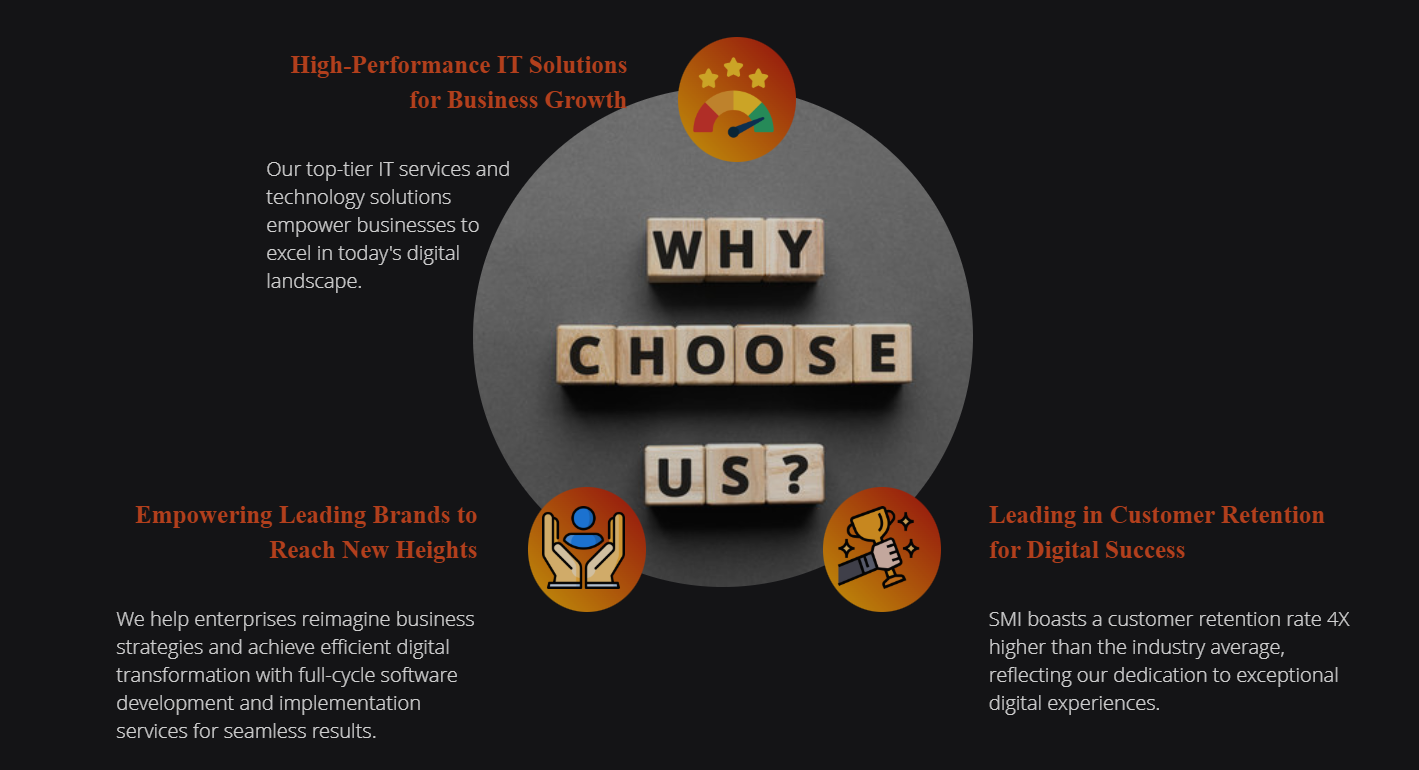 High-Performance IT Solutions
for Business Growth
Our top-tier IT services and
technology solutions
empower businesses to
excel in today's digital
landscape.
WHY
CHOOSE
US?
Empowering Leading Brands to
Reach New Heights
We help enterprises reimagine business
strategies and achieve efficient digital
transformation with full-cycle software
development and implementation
services for seamless results.
Leading in Customer Retention
for Digital Success
SMI boasts a customer retention rate 4X
higher than the industry average,
reflecting our dedication to exceptional
digital experiences.